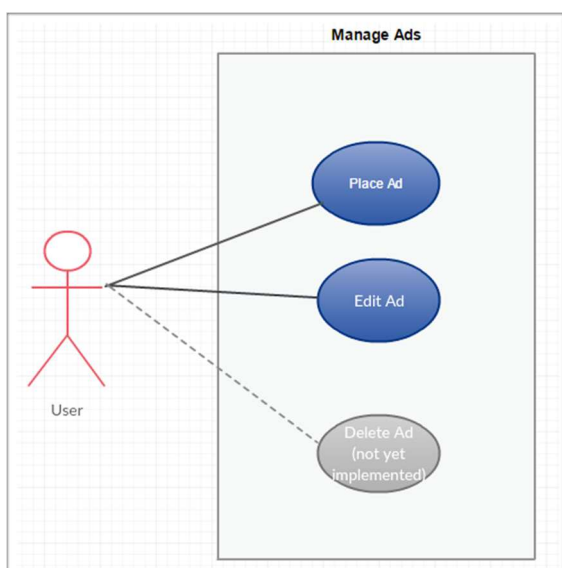 Manage Ads
Place Ad
Edit Ad
User
Delete Ad
(not yet
implemented)